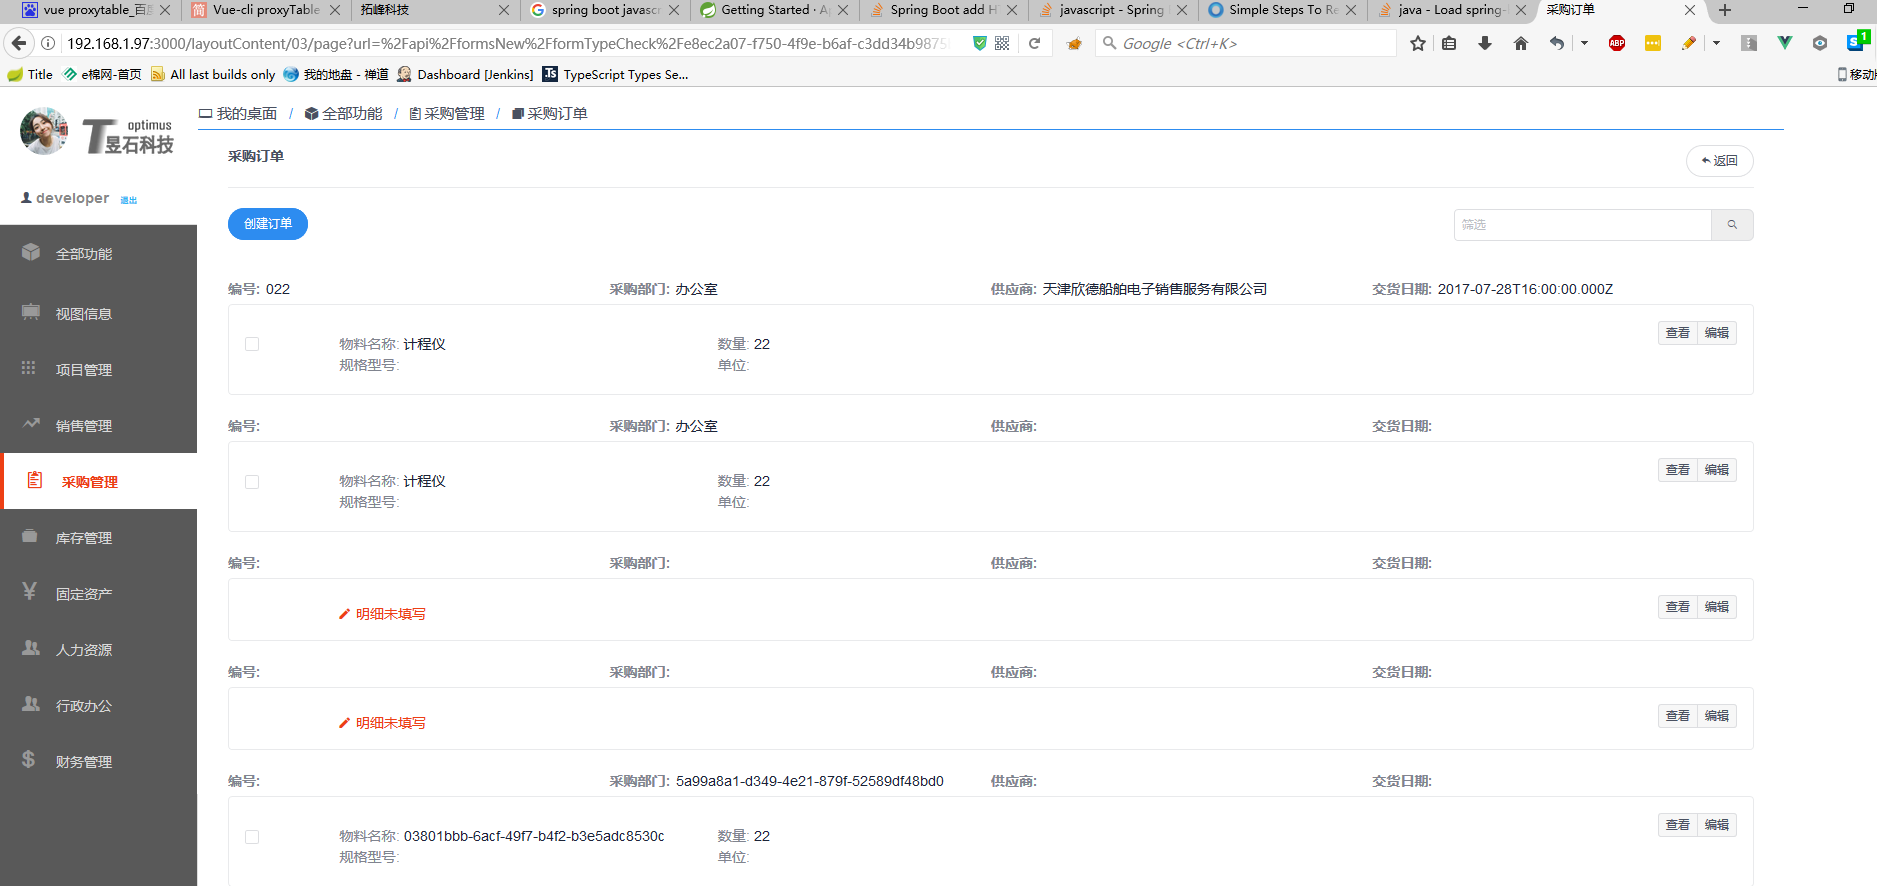 vue proxytable_百度
Vue-cli proxyTable
拓峰科技
spring boot javascr
Getting Started · Ap
Spring Boot add H
javascript - Spring
Simple Steps To Re
java - Load spring-
采购订单
192.168.1.97:3000/layoutContent/03/page?url=%2Fapi%2FformsNew%2FformTypeCheck%2Fe8ec2a07-f750-4f9e-b6af-c3dd34b9875
Google <Ctrl+K>
ABP
S 1
Title
e棉网-首页
All last builds only
我的地盘 - 禅道
Dashboard [Jenkins]
TS TypeScript Types Se...
移动
optimus
昱石科技
developer 退出
全部功能
视图信息
项目管理
销售管理
采购管理
库存管理
固定资产
人力资源
行政办公
财务管理
我的桌面 / 全部功能 / 采购管理 / 采购订单
采购订单
返回
创建订单
筛选
编号: 022 采购部门: 办公室 供应商: 天津欣德船舶电子销售服务有限公司 交货日期: 2017-07-28T16:00:00.000Z
物料名称: 计程仪 数量: 22 查看 编辑
规格型号: 单位:
编号: 采购部门: 办公室 供应商: 交货日期:
物料名称: 计程仪 数量: 22 查看 编辑
规格型号: 单位:
编号: 采购部门: 供应商: 交货日期:
明细未填写 查看 编辑
编号: 采购部门: 供应商: 交货日期:
明细未填写 查看 编辑
编号: 采购部门: 5a99a8a1-d349-4e21-879f-52589df48bd0 供应商: 交货日期:
物料名称: 03801bbb-6acf-49f7-b4f2-b3e5adc8530c 数量: 22 查看 编辑
规格型号: 单位: